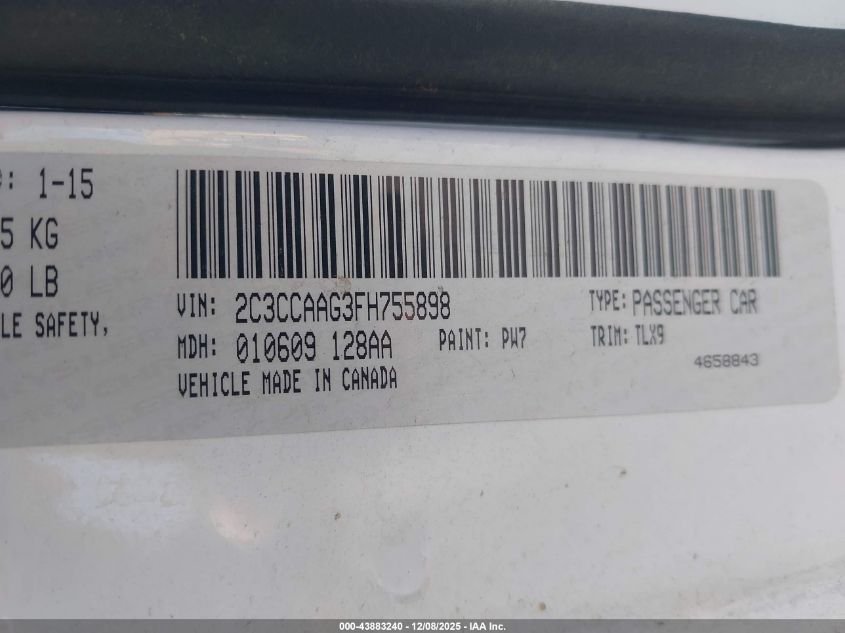 : 1-15
5 KG
0 LB
LE SAFETY,
VIN: 2C3CCAAG3FH755898
TYPE: PASSENGER CAR
MDH: 010609 128AA
PAINT: PW7
TRIM: TLX9
VEHICLE MADE IN CANADA
4658843
000-43883240 - 12/08/2025 - IAA Inc.